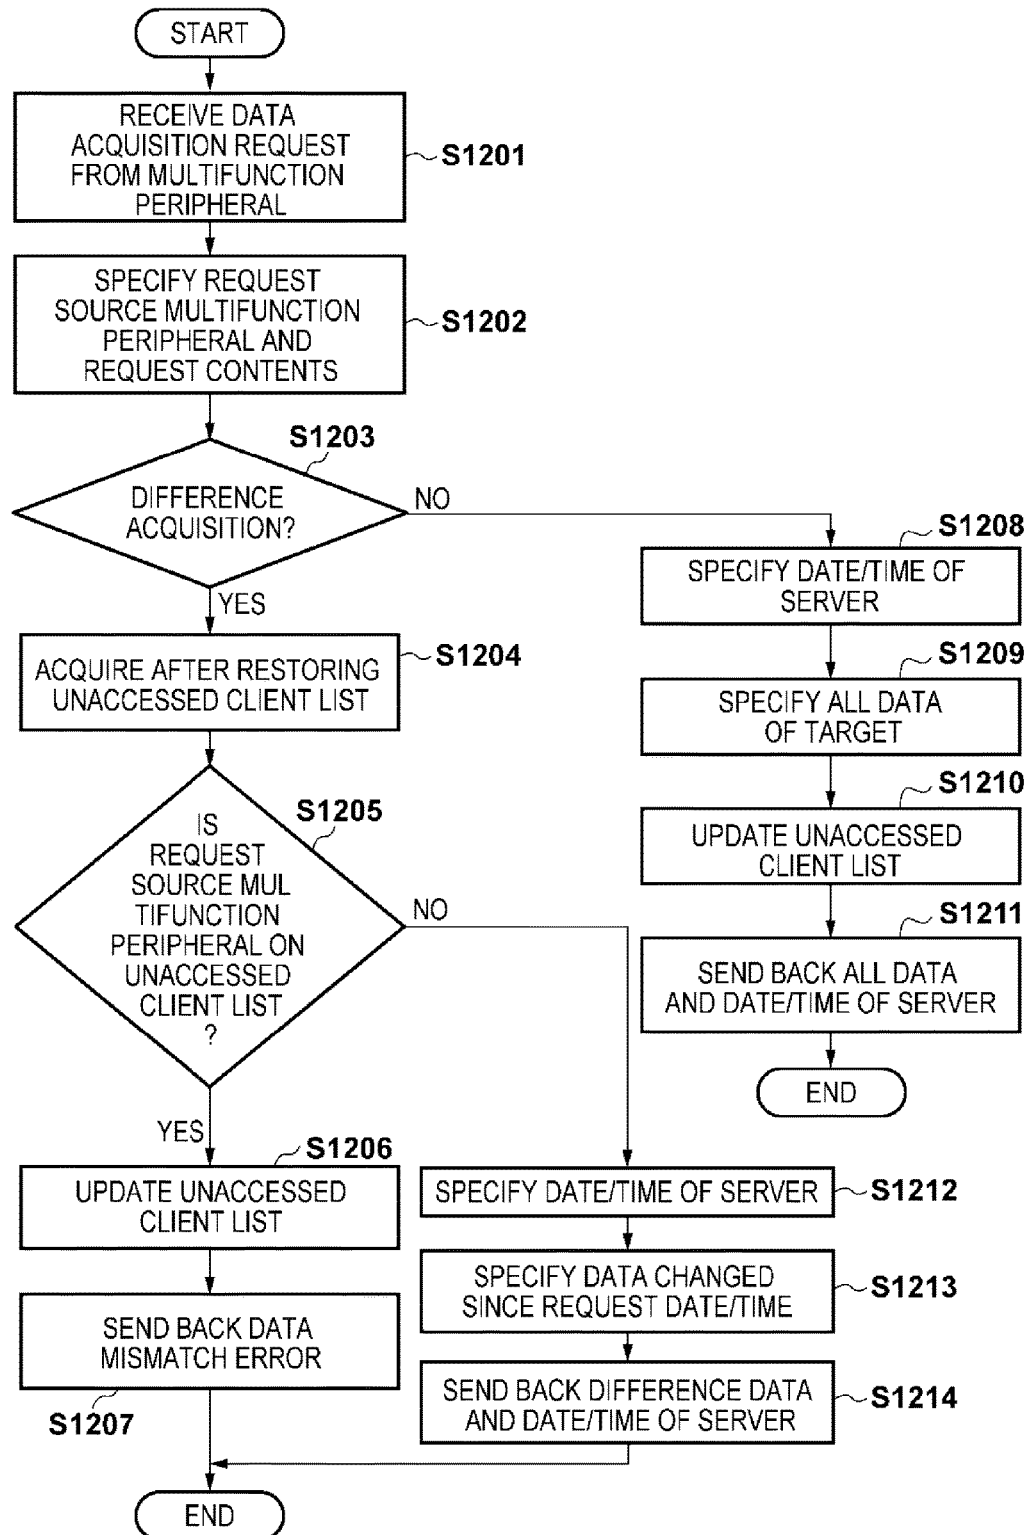 START
RECEIVE DATA
ACQUISITION REQUEST
FROM MULTIFUNCTION
PERIPHERAL
S1201
SPECIFY REQUEST
SOURCE MULTIFUNCTION
PERIPHERAL AND
REQUEST CONTENTS
S1202
S1203
DIFFERENCE
ACQUISITION?
NO
YES
S1204
ACQUIRE AFTER RESTORING
UNACCESSED CLIENT LIST
S1205
IS
REQUEST
SOURCE MUL
TIFUNCTION
PERIPHERAL ON
UNACCESSED
CLIENT LIST
?
NO
YES
S1206
UPDATE UNACCESSED
CLIENT LIST
SEND BACK DATA
MISMATCH ERROR
S1207
S1208
SPECIFY DATE/TIME OF
SERVER
S1209
SPECIFY ALL DATA
OF TARGET
S1210
UPDATE UNACCESSED
CLIENT LIST
S1211
SEND BACK ALL DATA
AND DATE/TIME OF SERVER
END
SPECIFY DATE/TIME OF SERVER
S1212
SPECIFY DATA CHANGED
SINCE REQUEST DATE/TIME
S1213
SEND BACK DIFFERENCE DATA
AND DATE/TIME OF SERVER
S1214
END